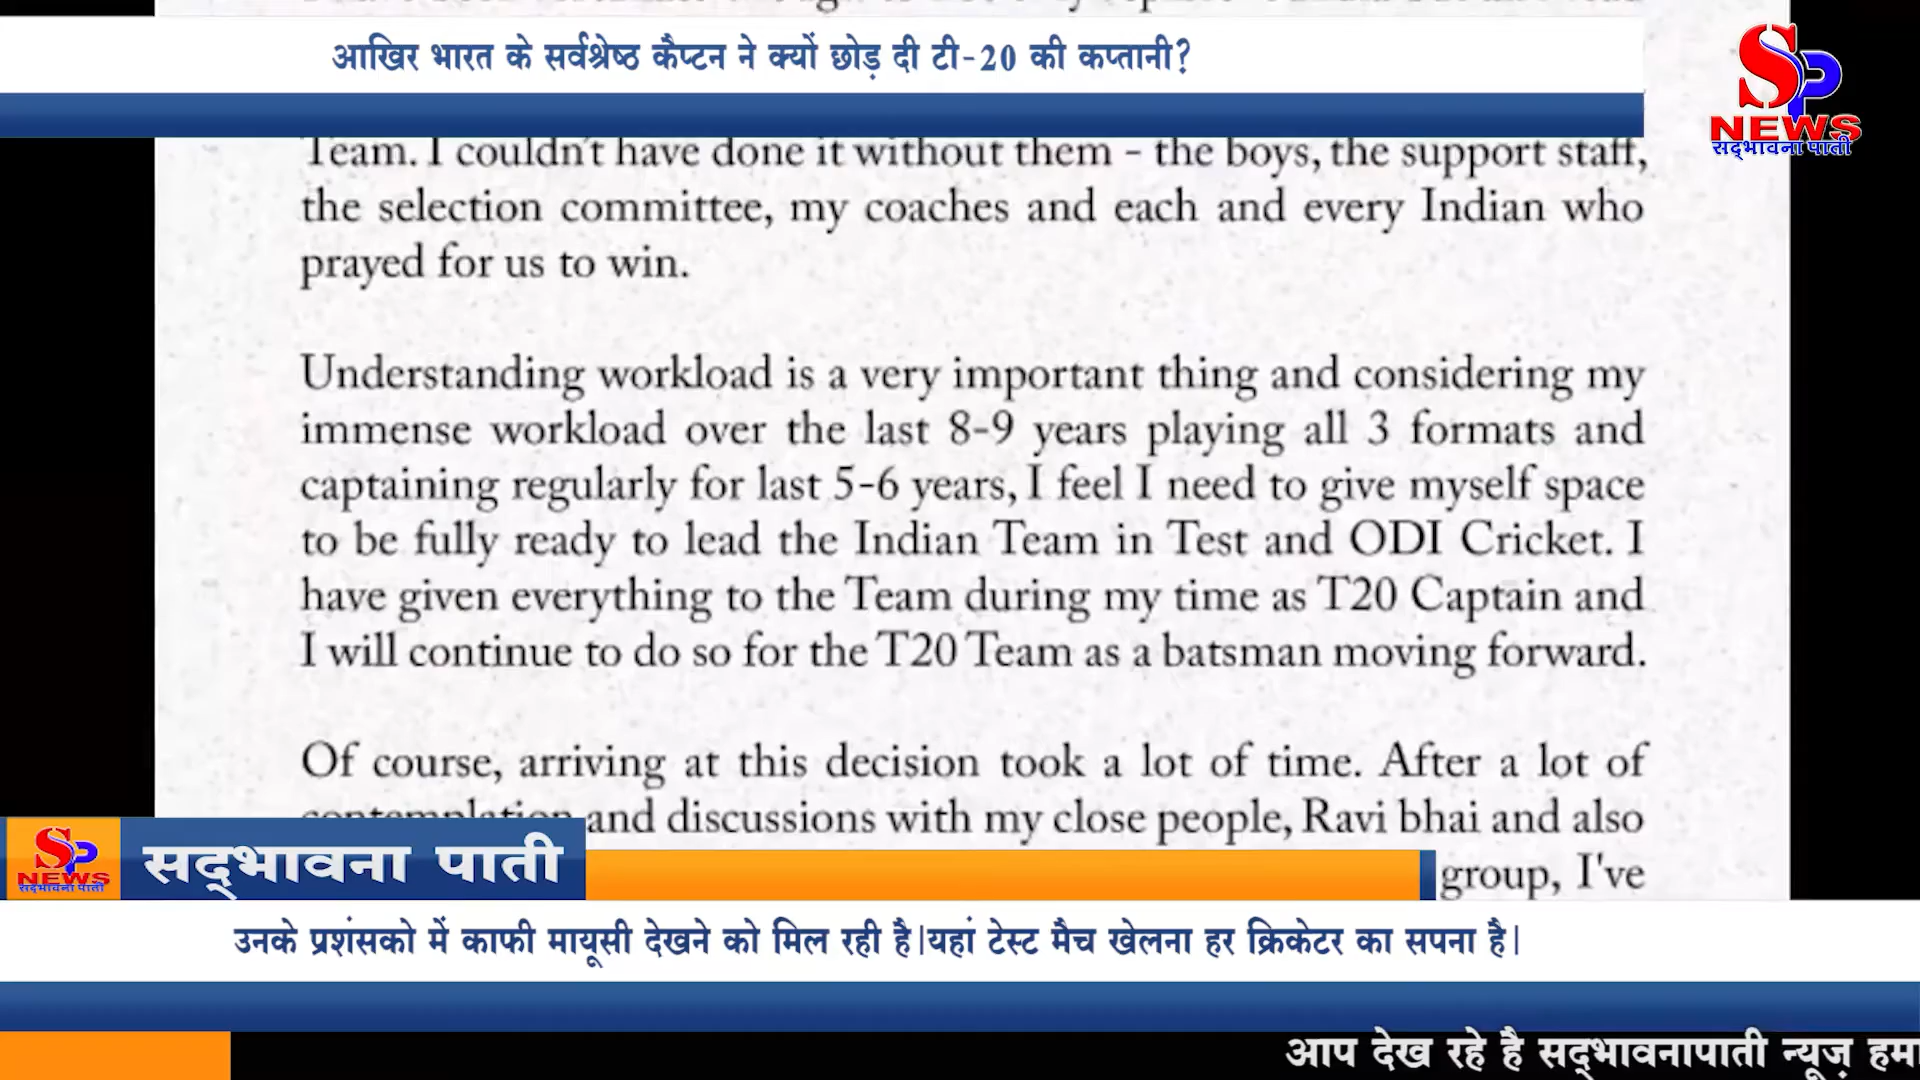 आखिर भारत के सर्वश्रेष्ठ कैप्टन ने क्यों छोड़ दी टी-20 की कप्तानी?
SP
NEWS
सद्भावना पाती
Team. I couldn't have done it without them - the boys, the support staff,
the selection committee, my coaches and each and every Indian who
prayed for us to win.
Understanding workload is a very important thing and considering my
immense workload over the last 8-9 years playing all 3 formats and
captaining regularly for last 5-6 years, I feel I need to give myself space
to be fully ready to lead the Indian Team in Test and ODI Cricket. I
have given everything to the Team during my time as T20 Captain and
I will continue to do so for the T20 Team as a batsman moving forward.
Of course, arriving at this decision took a lot of time. After a lot of
contemplation and discussions with my close people, Ravi bhai and also
group, I've
SP
NEWS
सद्भावना पाती
सद्भावना पाती
उनके प्रशंसको में काफी मायूसी देखने को मिल रही है|यहां टेस्ट मैच खेलना हर क्रिकेटर का सपना है|
आप देख रहे है सद्भावनापाती न्यूज़ हमा